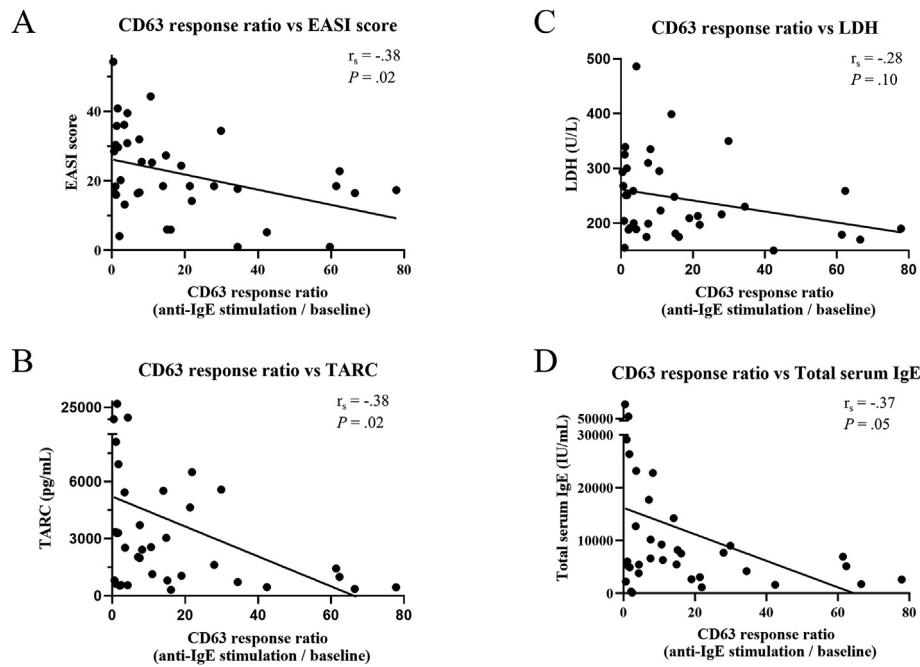 A
CD63 response ratio vs EASI score
rs = -.38
P = .02
EASI score
40
20
0
0 20 40 60 80
CD63 response ratio
(anti-IgE stimulation / baseline)
B
CD63 response ratio vs TARC
rs = -.38
P = .02
TARC (pg/mL)
25000
6000
3000
0
0 20 40 60 80
CD63 response ratio
(anti-IgE stimulation / baseline)
C
CD63 response ratio vs LDH
rs = -.28
P = .10
LDH (U/L)
500
400
300
200
0 20 40 60 80
CD63 response ratio
(anti-IgE stimulation / baseline)
D
CD63 response ratio vs Total serum IgE
rs = -.37
P = .05
Total serum IgE (IU/mL)
50000
30000
20000
10000
0
0 20 40 60 80
CD63 response ratio
(anti-IgE stimulation / baseline)